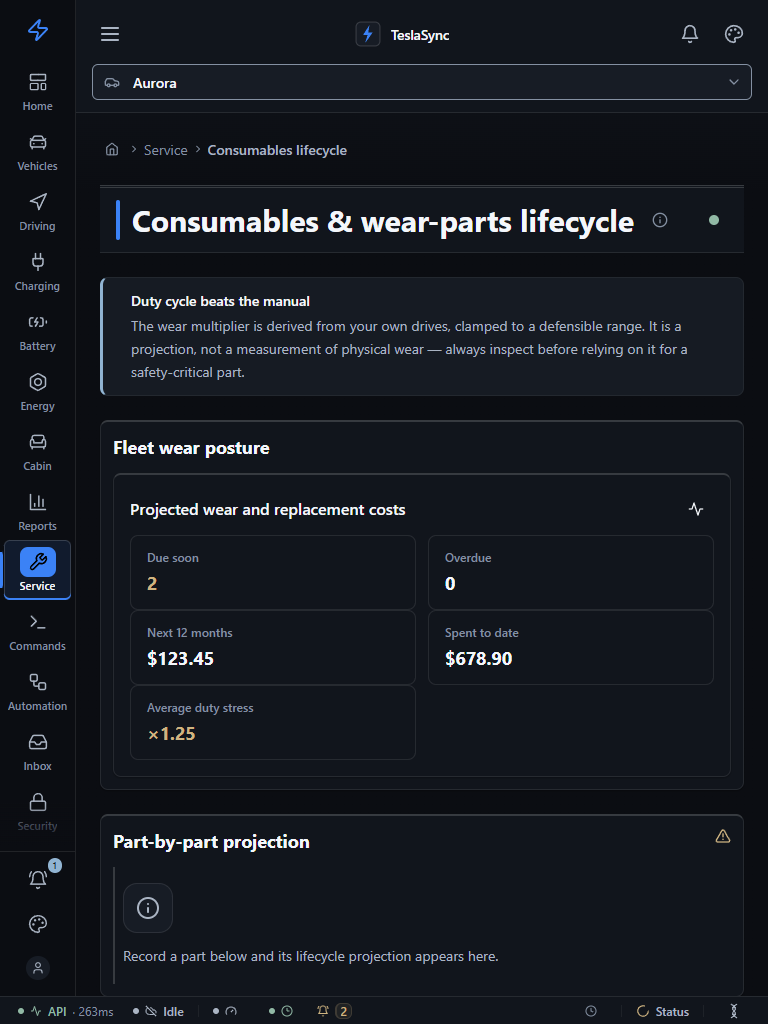 TeslaSync
Aurora
Home
Vehicles
Driving
Charging
Battery
Energy
Cabin
Reports
Service
Commands
Automation
Inbox
Security
1
Service
Consumables lifecycle
Consumables & wear-parts lifecycle
Duty cycle beats the manual
The wear multiplier is derived from your own drives, clamped to a defensible range. It is a
projection, not a measurement of physical wear — always inspect before relying on it for a
safety-critical part.
Fleet wear posture
Projected wear and replacement costs
Due soon
2
Overdue
0
Next 12 months
$123.45
Spent to date
$678.90
Average duty stress
×1.25
Part-by-part projection
Record a part below and its lifecycle projection appears here.
API · 263ms
Idle
2
Status